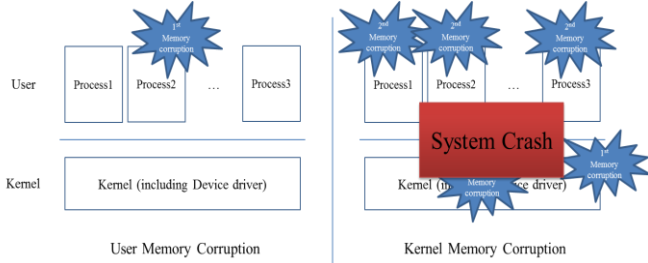 1st
Memory
corruption
User
Process1
Process2
…
Process3
Kernel
Kernel (including Device driver)
User Memory Corruption
2nd
Memory
corruption
2nd
Memory
corruption
2nd
Memory
corruption
Process1
Process2
…
Process3
System Crash
1st
Memory
corruption
Kernel (in
ce driver)
Memory
corruption
Kernel Memory Corruption